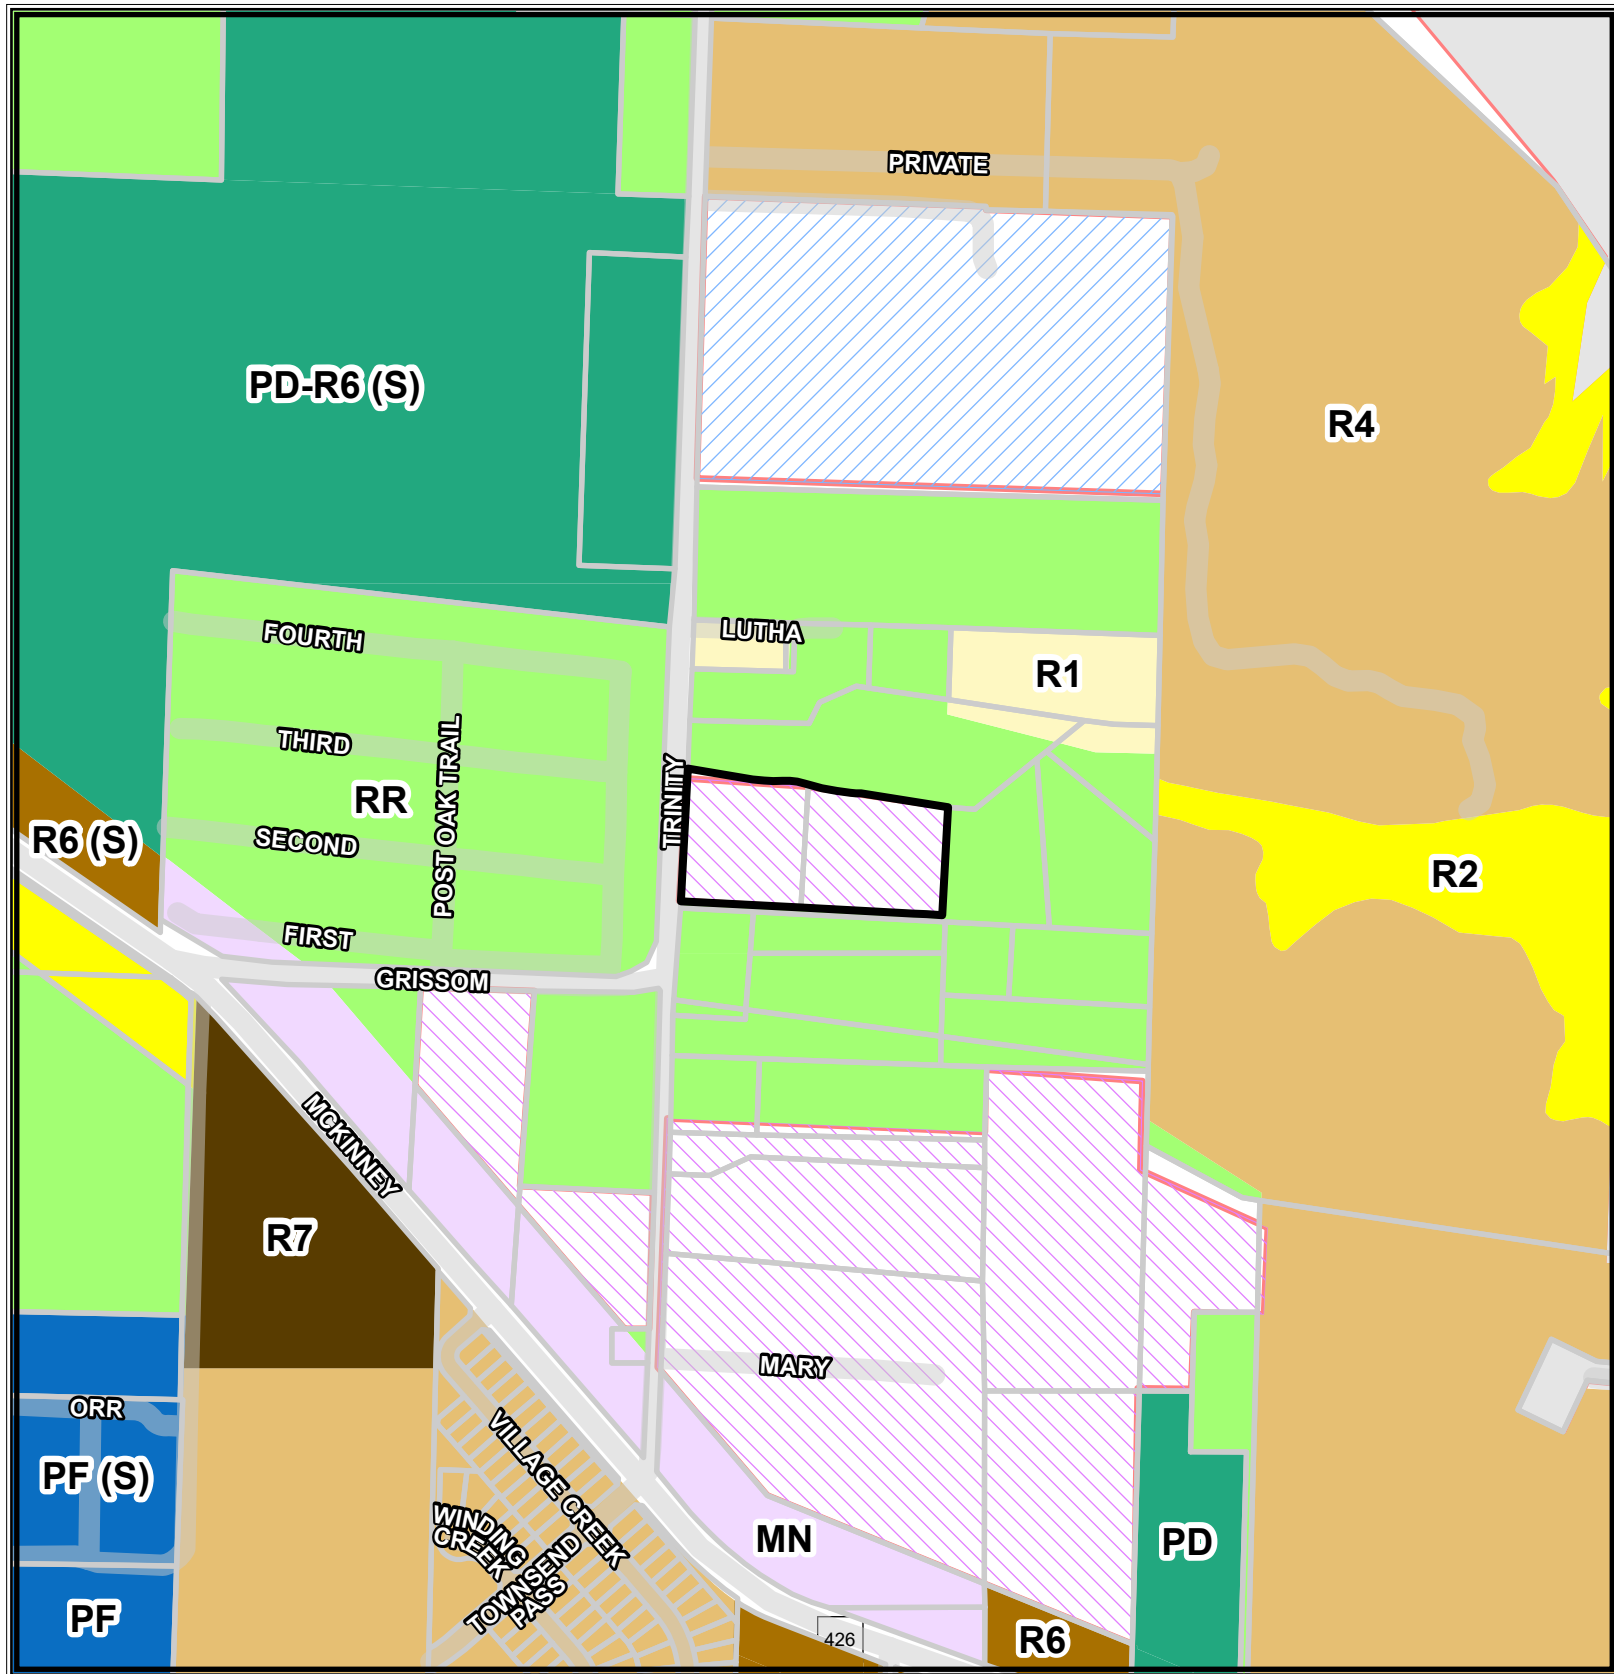 PRIVATE
PD-R6 (S)
R4
FOURTH
LUTHA
R1
THIRD
POST OAK TRAIL
TRINITY
RR
R6 (S)
SECOND
R2
FIRST
GRISSOM
MCKINNEY
R7
MARY
ORR
VILLAGE CREEK
PF (S)
WINDING
CREEK
TOWNSEND
PASS
MN
PD
PF
426
R6